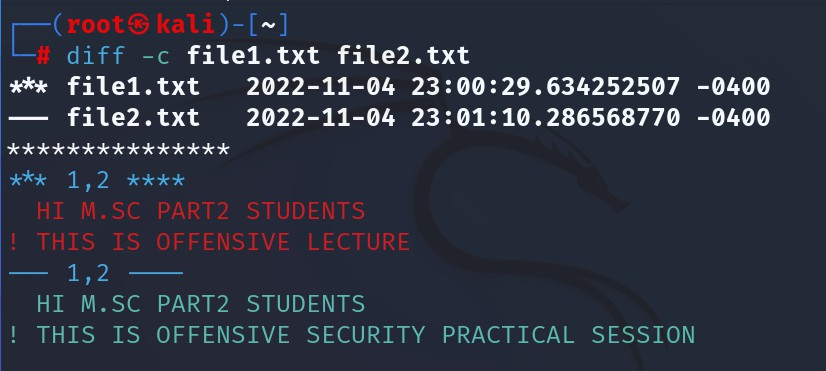 ┌──(root㉿kali)-[~]
└─# diff -c file1.txt file2.txt
*** file1.txt   2022-11-04 23:00:29.634252507 -0400
--- file2.txt   2022-11-04 23:01:10.286568770 -0400
***************
*** 1,2 ****
  HI M.SC PART2 STUDENTS
! THIS IS OFFENSIVE LECTURE
--- 1,2 ----
  HI M.SC PART2 STUDENTS
! THIS IS OFFENSIVE SECURITY PRACTICAL SESSION